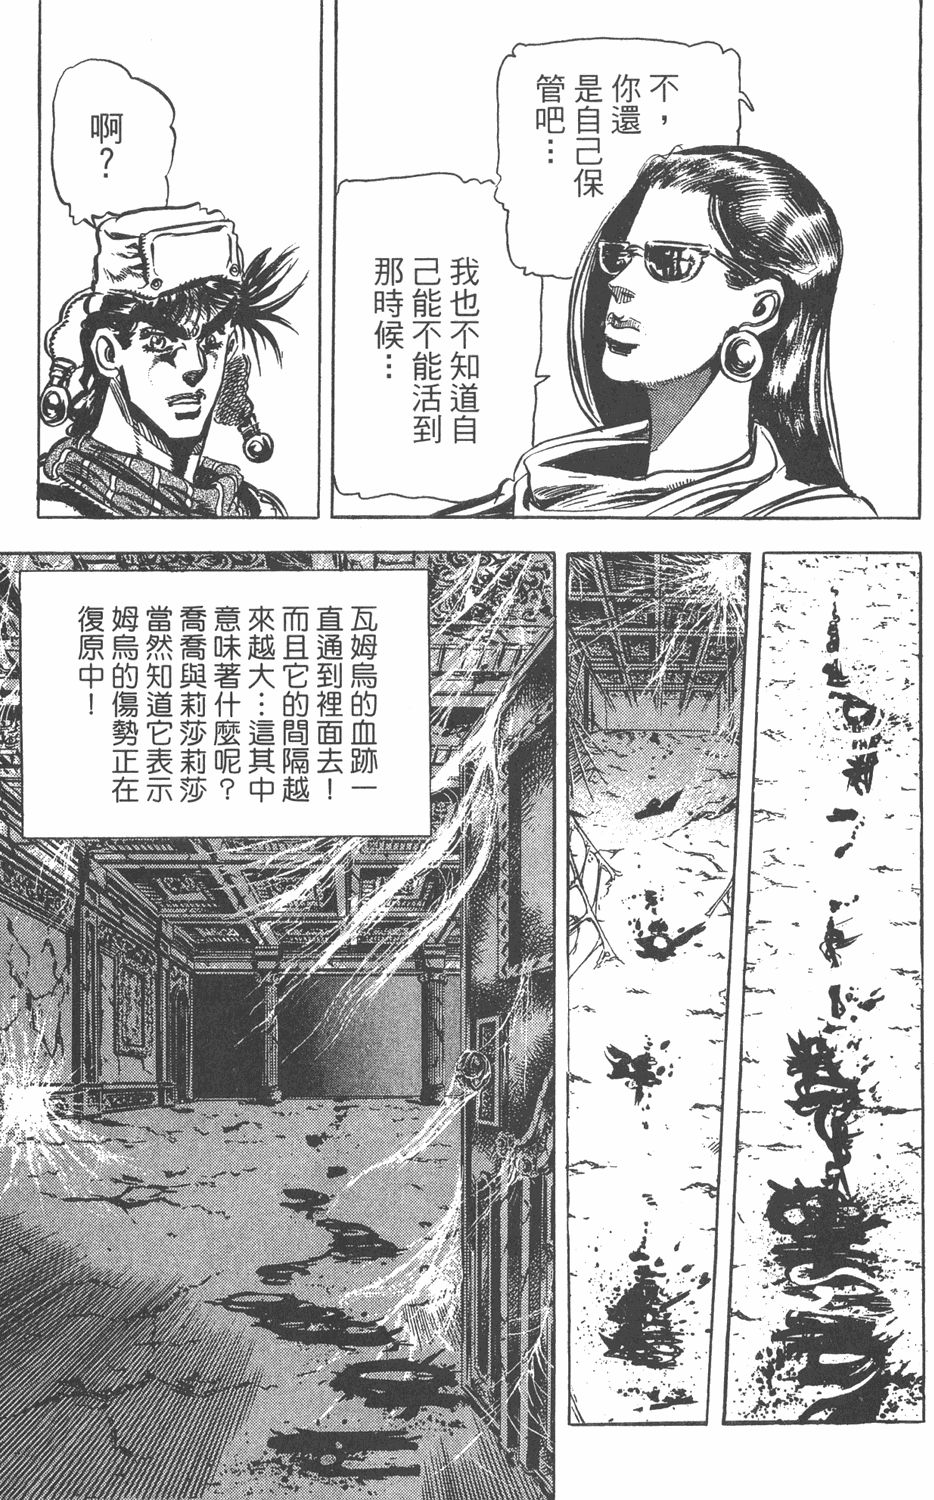 不，
你還
是自己保
管吧…
我也不知道自
己能不能活到
那時候…
啊？
瓦姆烏的血跡一
直通到裡面去！
而且它的間隔越
來越大…這其中
意味著什麼呢？
喬喬與莉莎莉莎
當然知道它表示
姆烏的傷勢正在
復原中！